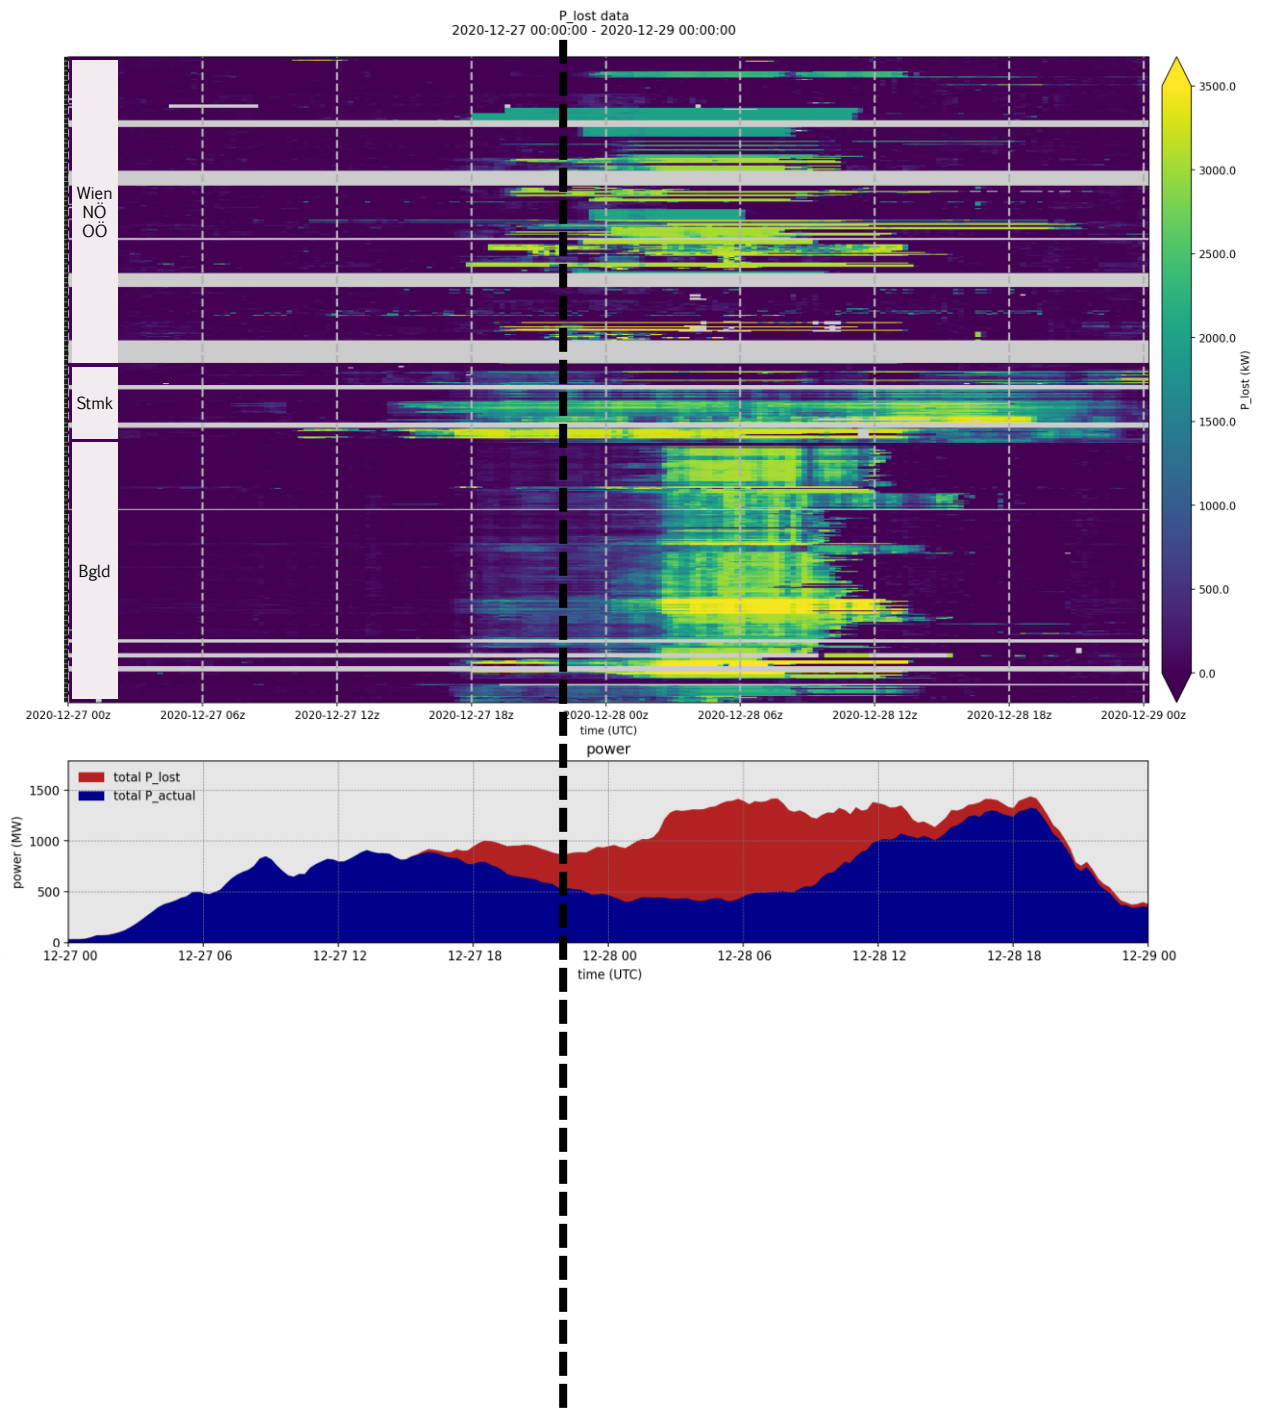 P_lost data
2020-12-27 00:00:00 - 2020-12-29 00:00:00
Wien
NÖ
OÖ
Stmk
Bgld
3500.0
3000.0
2500.0
2000.0
1500.0
1000.0
500.0
0.0
P_lost (kW)
2020-12-27 00z
2020-12-27 06z
2020-12-27 12z
2020-12-27 18z
2020-12-28 00z
2020-12-28 06z
2020-12-28 12z
2020-12-28 18z
2020-12-29 00z
time (UTC)
power
total P_lost
total P_actual
1500
1000
500
0
power (MW)
12-27 00
12-27 06
12-27 12
12-27 18
12-28 00
12-28 06
12-28 12
12-28 18
12-29 00
time (UTC)